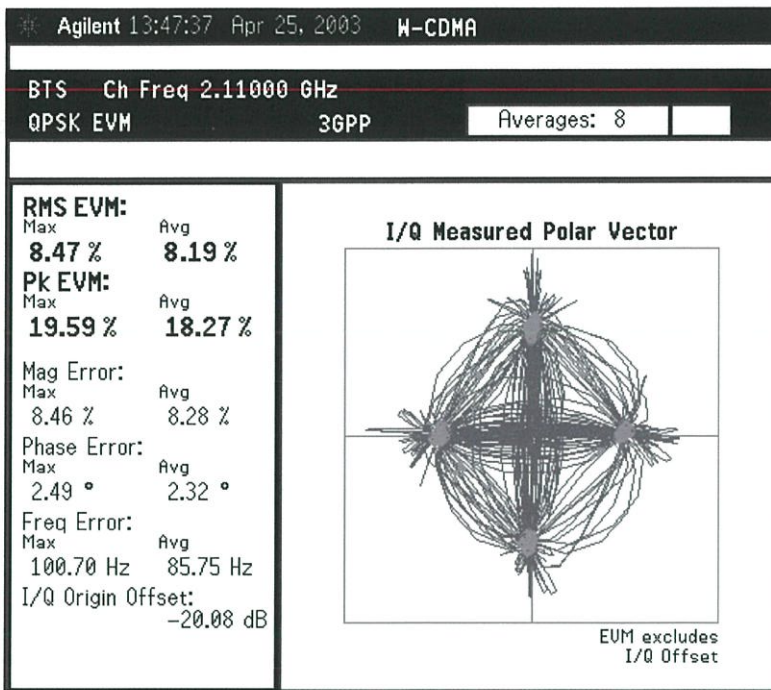 Agilent 13:47:37 Apr 25, 2003 W-CDMA
BTS Ch Freq 2.11000 GHz
QPSK EVM 3GPP Averages: 8
RMS EVM:
Max Avg
8.47 % 8.19 %
Pk EVM:
Max Avg
19.59 % 18.27 %
Mag Error:
Max Avg
8.46 % 8.28 %
Phase Error:
Max Avg
2.49 ° 2.32 °
Freq Error:
Max Avg
100.70 Hz 85.75 Hz
I/Q Origin Offset:
-20.08 dB
I/Q Measured Polar Vector
EVM excludes
I/Q Offset